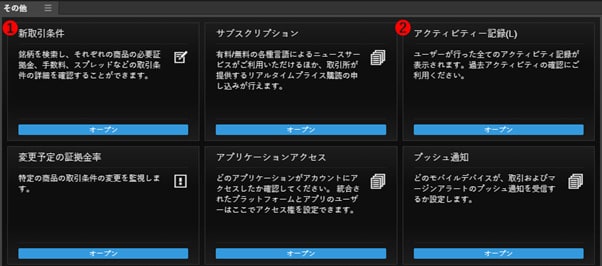 その他
1
新取引条件
銘柄を検索し、それぞれの商品の必要証
拠金、手数料、スプレッドなどの取引条
件の詳細を確認することができます。
オープン
サブスクリプション
有料/無料の各種言語によるニュースサー
ビスがご利用いただけるほか、取引所が
提供するリアルタイムプライス購読の申
し込みが行えます。
オープン
2
アクティビティー記録(L)
ユーザーが行った全てのアクティビティ記録が
表示されます。過去アクティビティの確認にご
利用ください。
オープン
変更予定の証拠金率
特定の商品の取引条件の変更を監視しま
す。
オープン
アプリケーションアクセス
どのアプリケーションがアカウントにア
クセスしたか確認してください。 統合さ
れたプラットフォームとアプリのユーザ
ーはここでアクセス権を設定できます。
オープン
プッシュ通知
どのモバイルデバイスが、取引およびマ
ージンアラートのプッシュ通知を受信す
るか設定します。
オープン